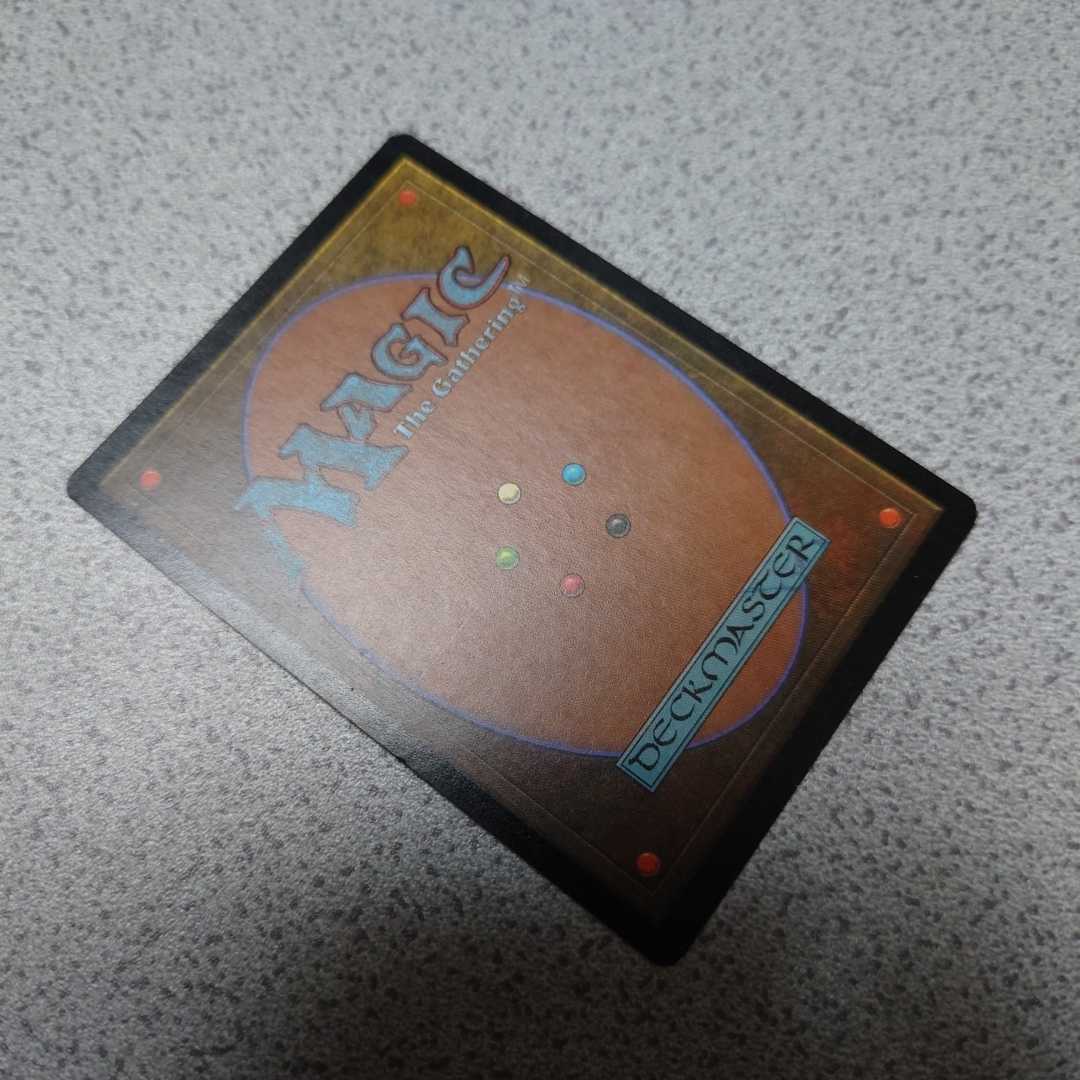 MAGIC
The Gathering™
DECKMASTER